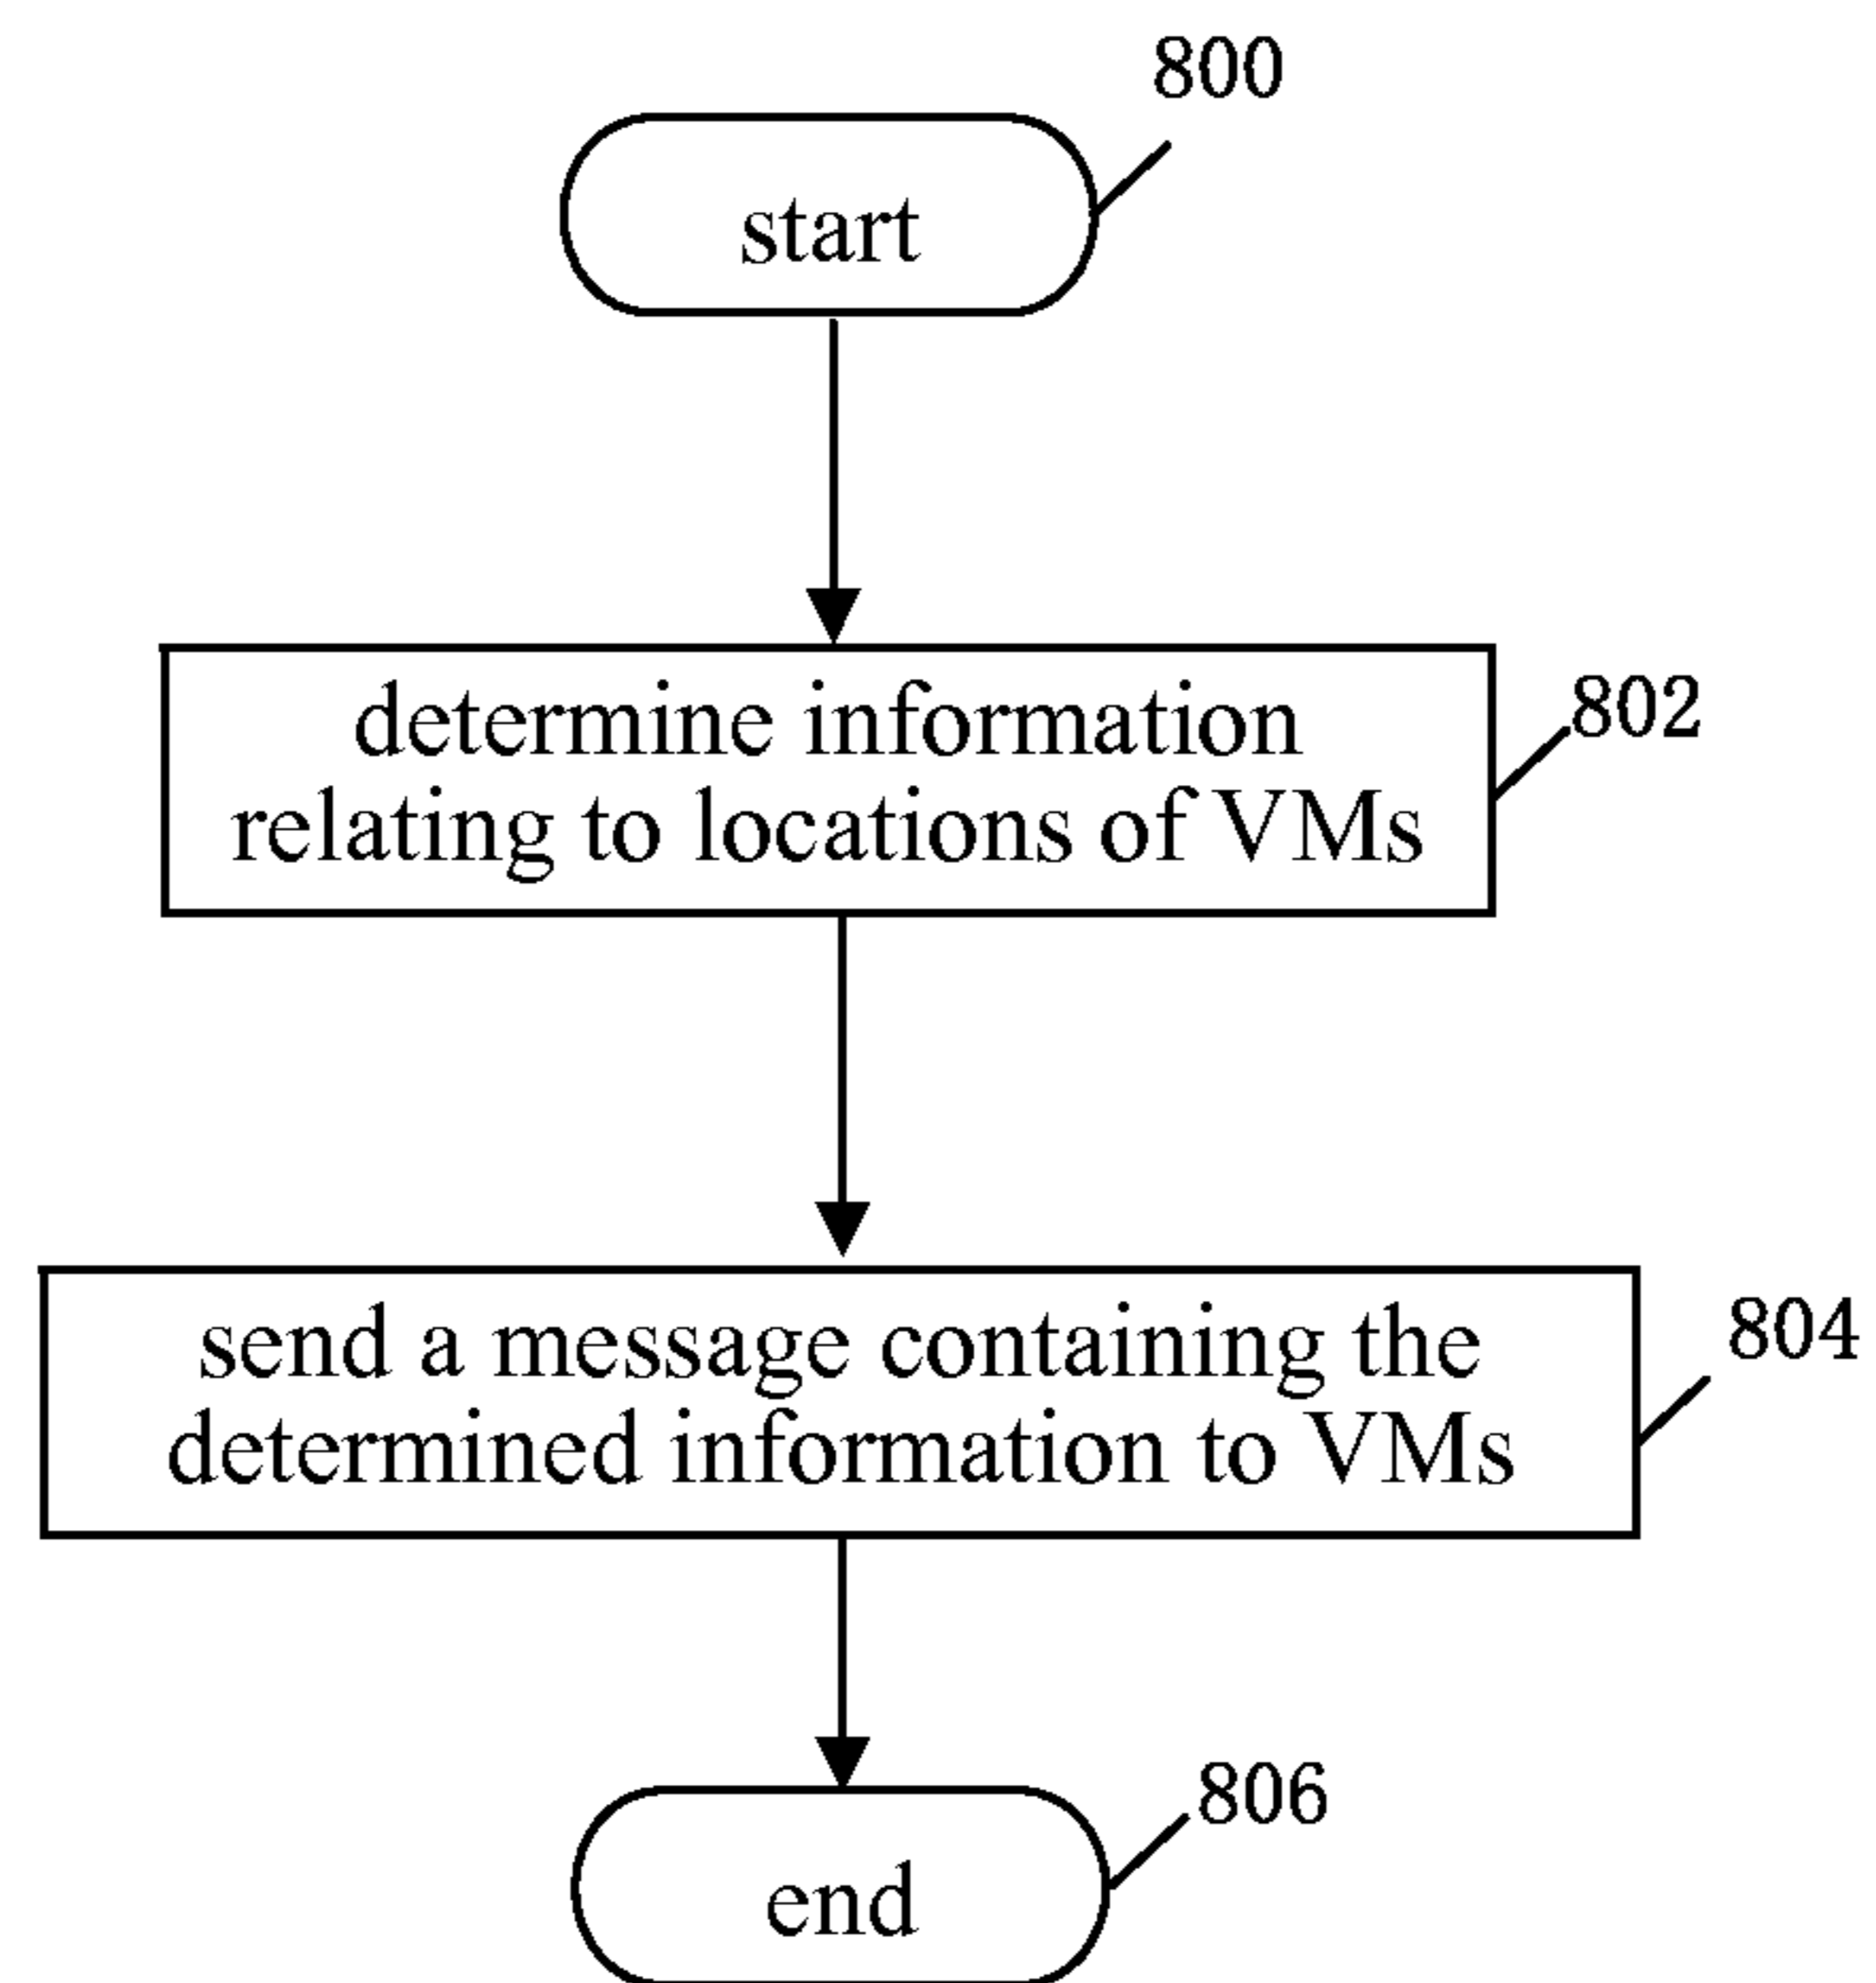 800
start
determine information
relating to locations of VMs
802
send a message containing the
determined information to VMs
804
806
end